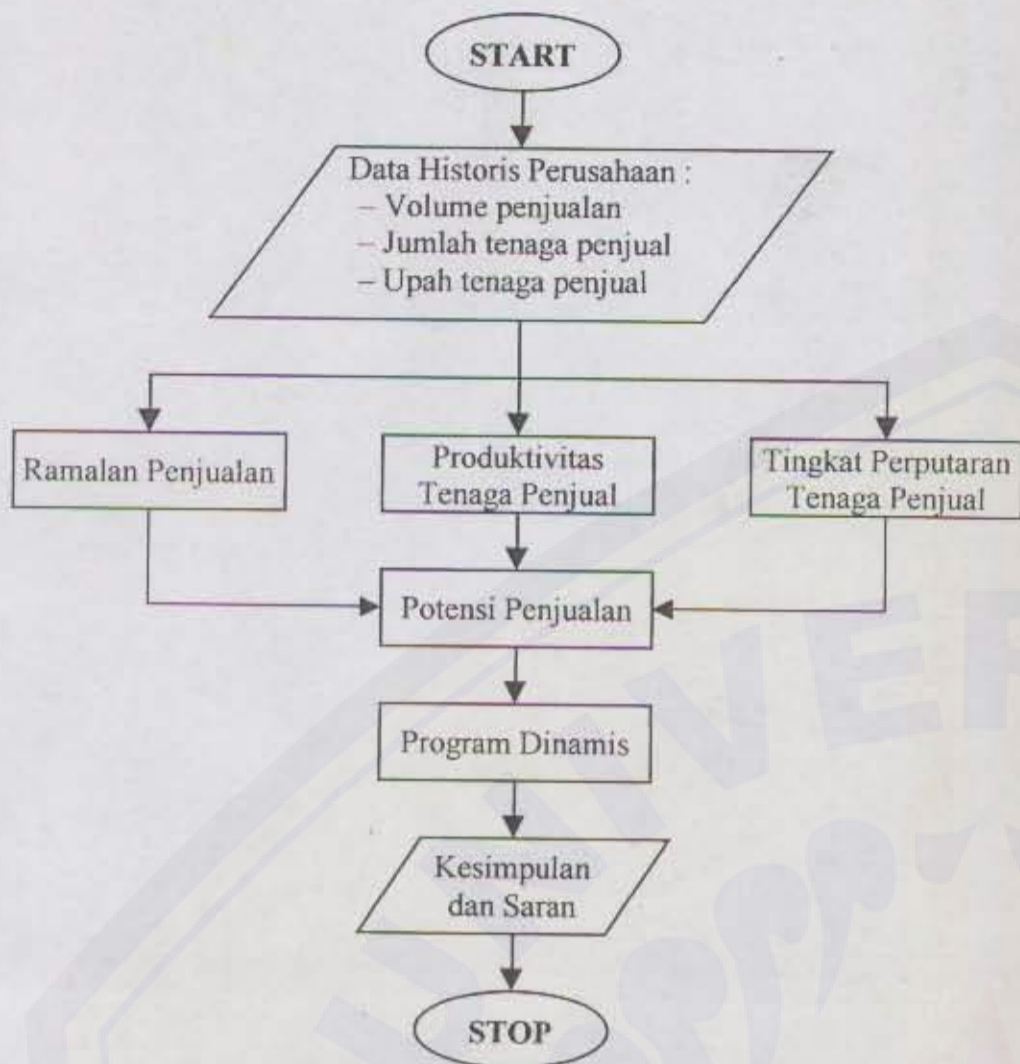 START
Data Historis Perusahaan :
– Volume penjualan
– Jumlah tenaga penjual
– Upah tenaga penjual
Ramalan Penjualan
Produktivitas
Tenaga Penjual
Tingkat Perputaran
Tenaga Penjual
Potensi Penjualan
Program Dinamis
Kesimpulan
dan Saran
STOP